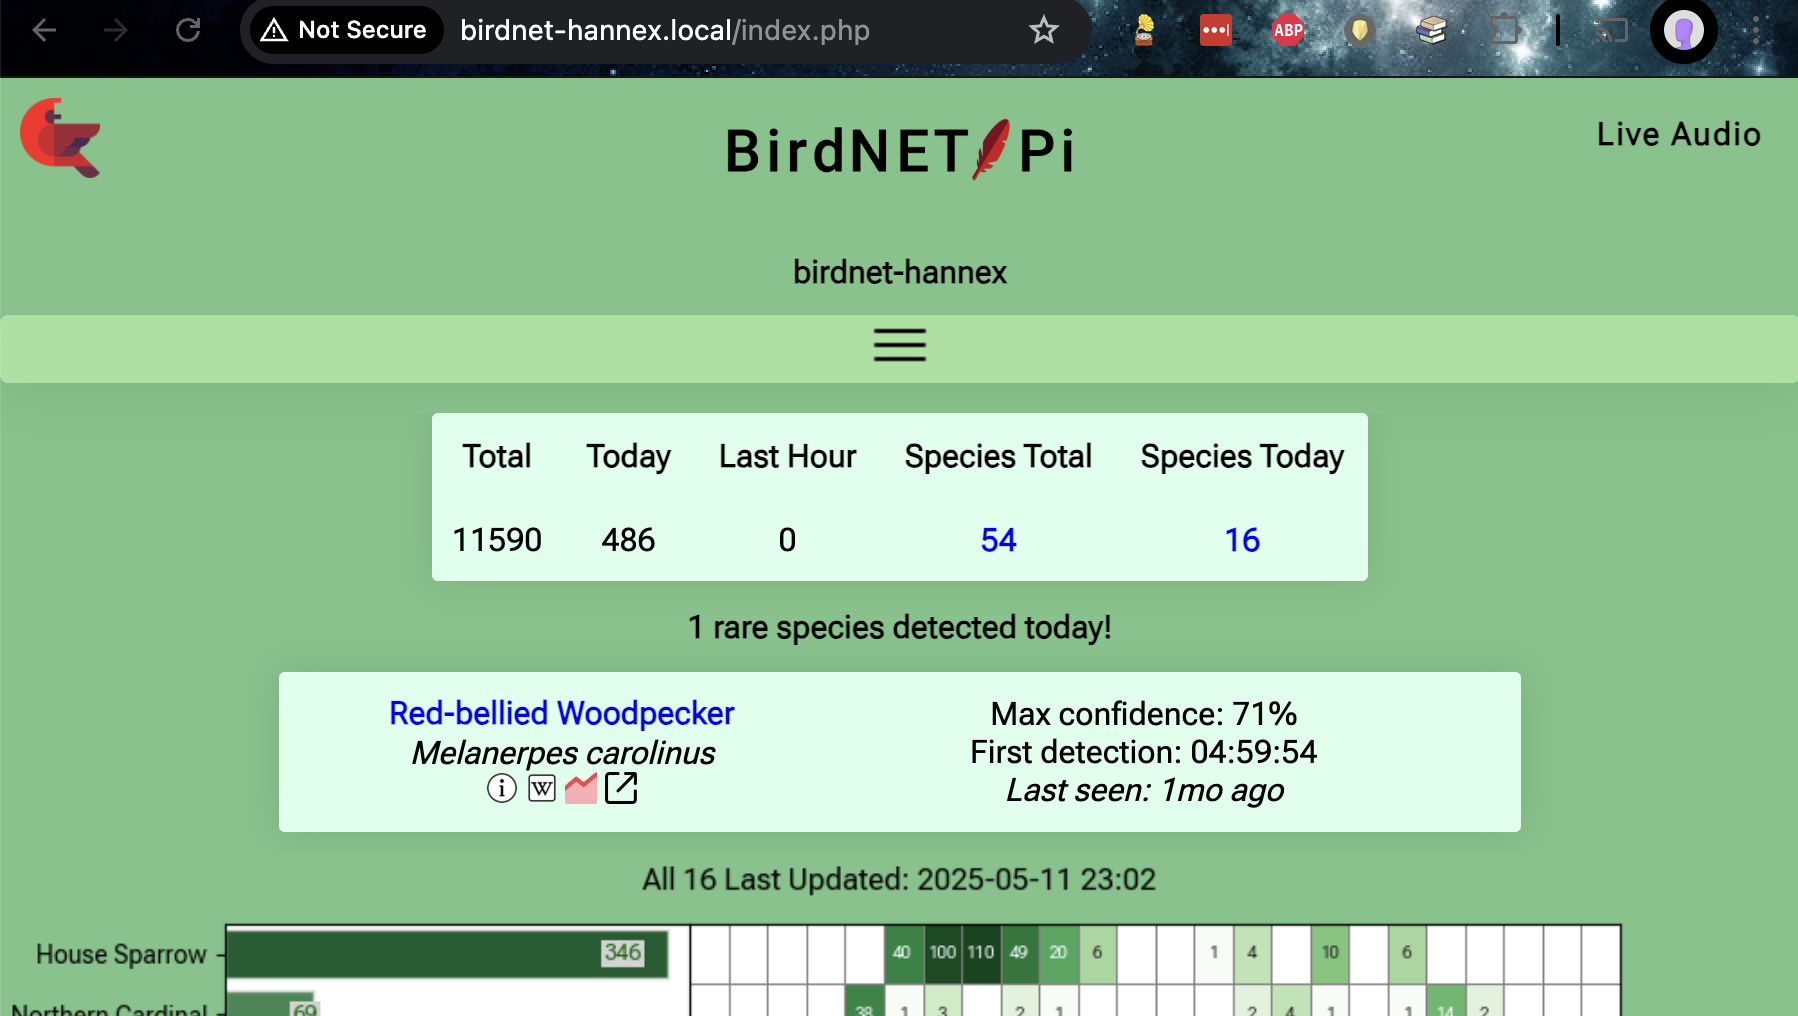 Not Secure birdnet-hannex.local/index.php
ABP
BirdNET Pi
Live Audio
birdnet-hannex
Total Today Last Hour Species Total Species Today
11590 486 0 54 16
1 rare species detected today!
Red-bellied Woodpecker
Melanerpes carolinus
i W
Max confidence: 71%
First detection: 04:59:54
Last seen: 1mo ago
All 16 Last Updated: 2025-05-11 23:02
House Sparrow 346 40 100 110 49 20 6 1 4 10 6
Northern Cardinal 69 38 1 3 2 1 2 4 1 1 14 2